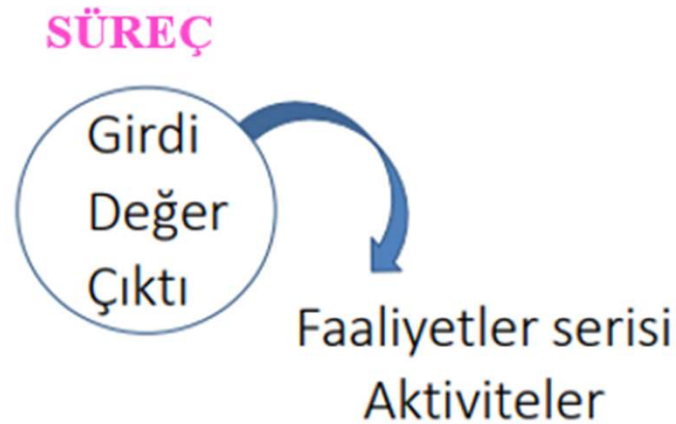 SÜREÇ
Girdi
Değer
Çıktı
Faaliyetler serisi
Aktiviteler